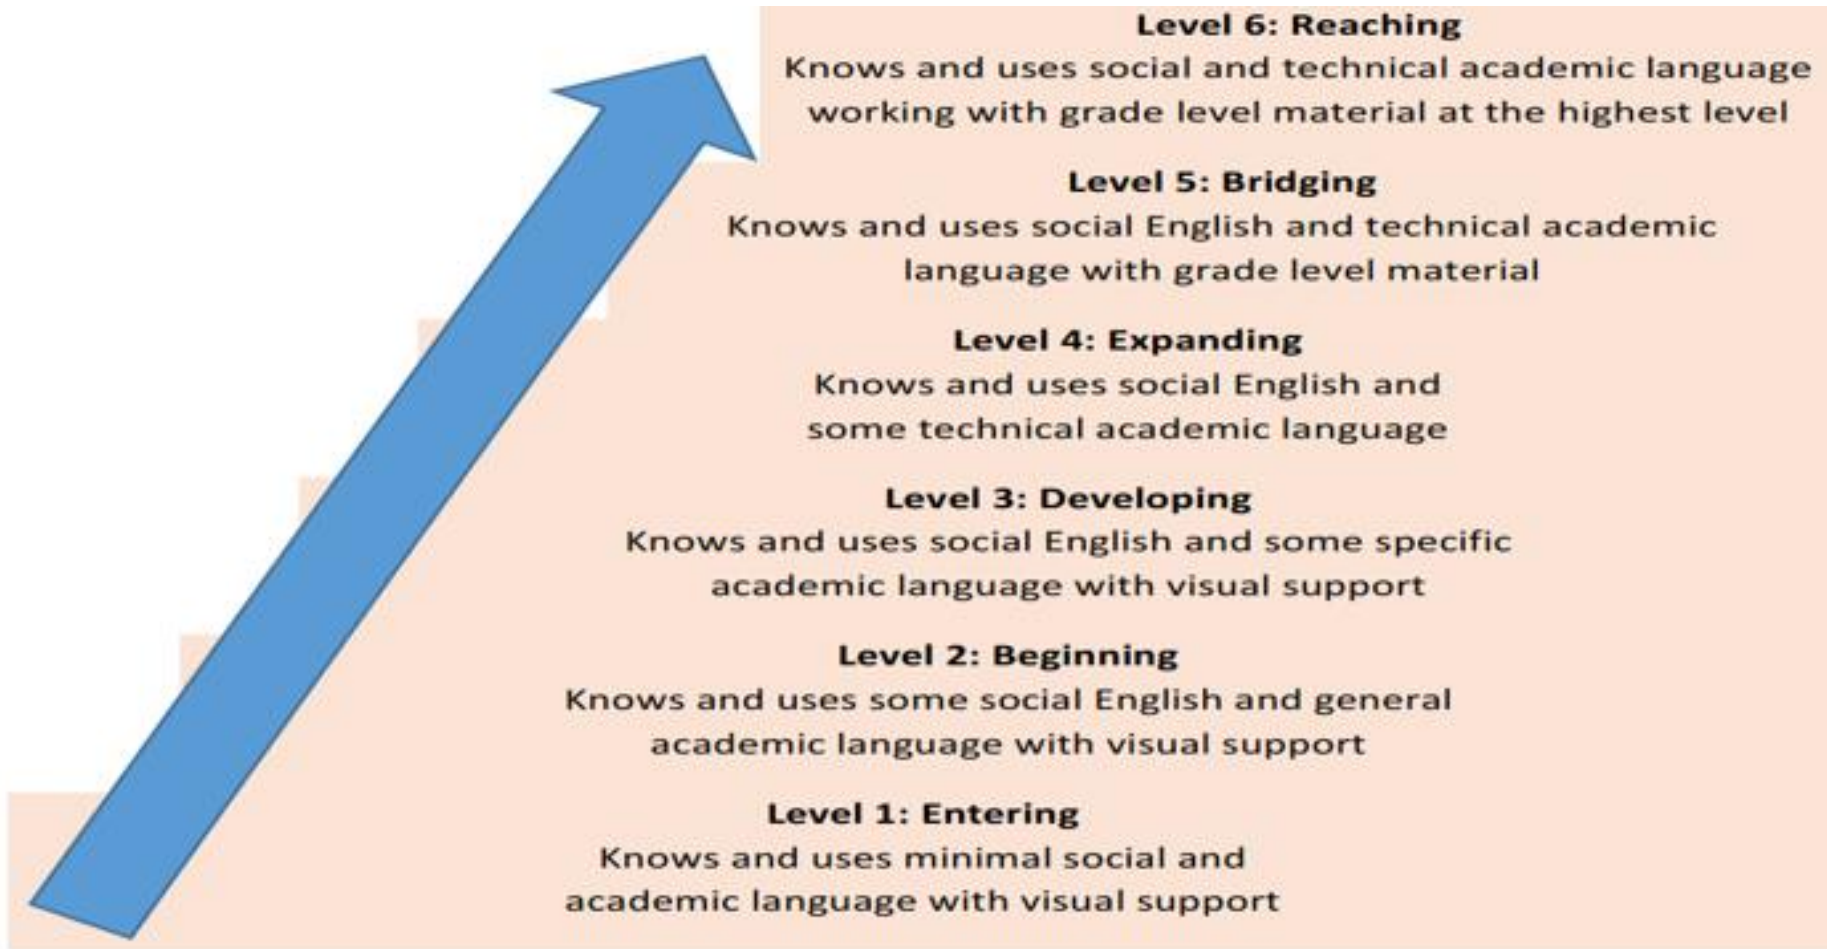 Level 6: Reaching
Knows and uses social and technical academic language
working with grade level material at the highest level
Level 5: Bridging
Knows and uses social English and technical academic
language with grade level material
Level 4: Expanding
Knows and uses social English and
some technical academic language
Level 3: Developing
Knows and uses social English and some specific
academic language with visual support
Level 2: Beginning
Knows and uses some social English and general
academic language with visual support
Level 1: Entering
Knows and uses minimal social and
academic language with visual support